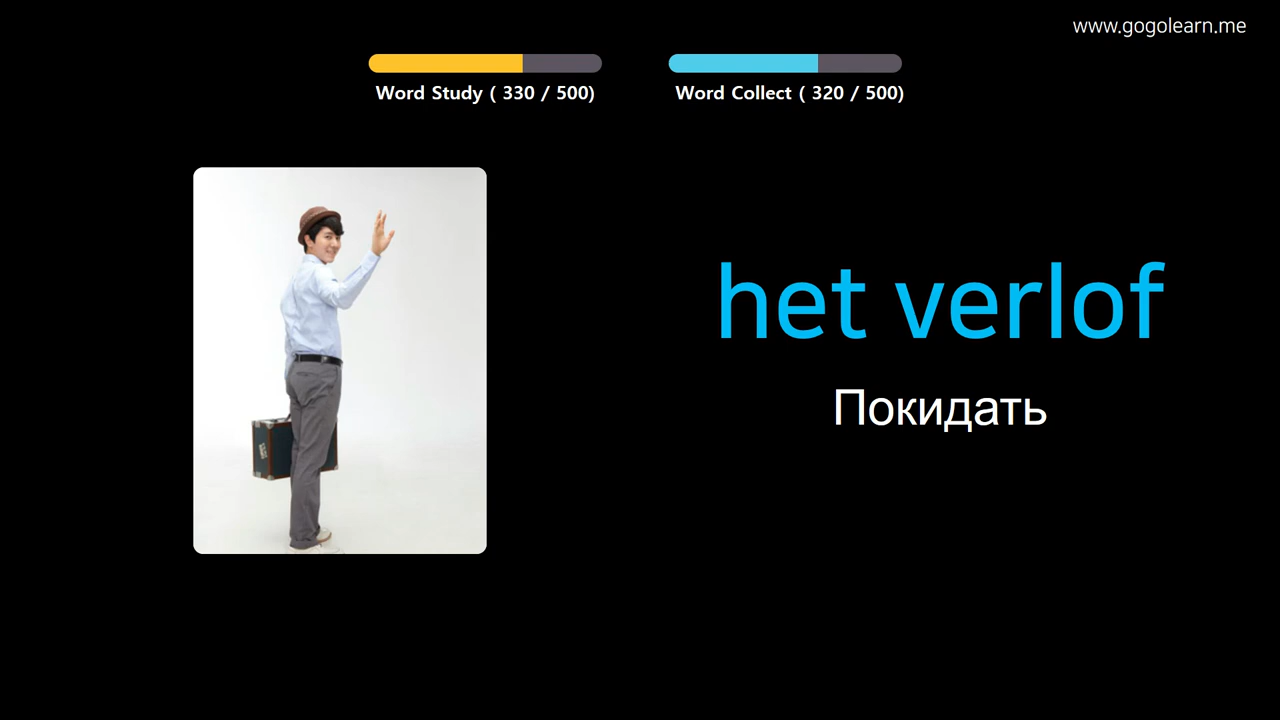 www.gogolearn.me
Word Study ( 330 / 500)
Word Collect ( 320 / 500)
het verlof
Покидать